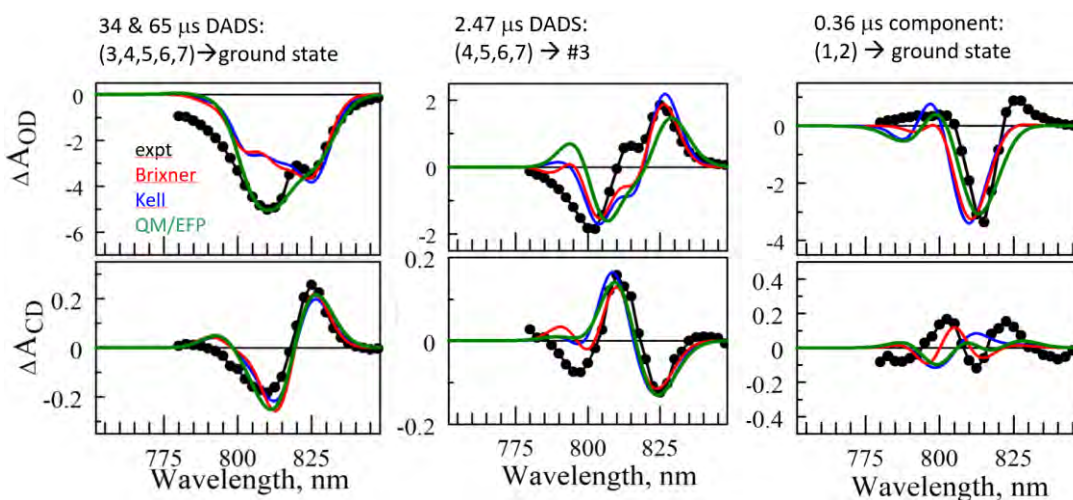 34 & 65 μs DADS:
(3,4,5,6,7)→ground state
2.47 μs DADS:
(4,5,6,7) → #3
0.36 μs component:
(1,2) → ground state
ΔA_OD
0
-2
-4
-6
expt
Brixner
Kell
QM/EFP
2
0
-2
0
-2
-4
ΔA_CD
0.2
0
-0.2
0.2
0
0.2
0.4
0.2
0
-0.2
-0.4
775 800 825
Wavelength, nm
775 800 825
Wavelength, nm
775 800 825
Wavelength, nm